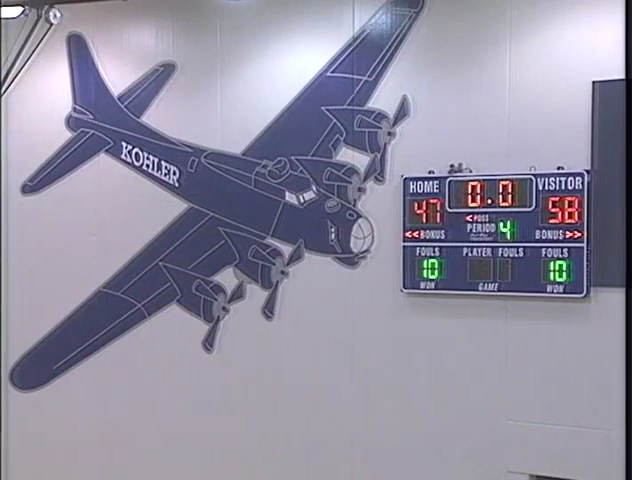 KOHLER
HOME
0.0
VISITOR
47
<POSS
58
PERIOD 4
<<BONUS
BONUS>>
FOULS
PLAYER FOULS
FOULS
10
10
WON
GAME
WON